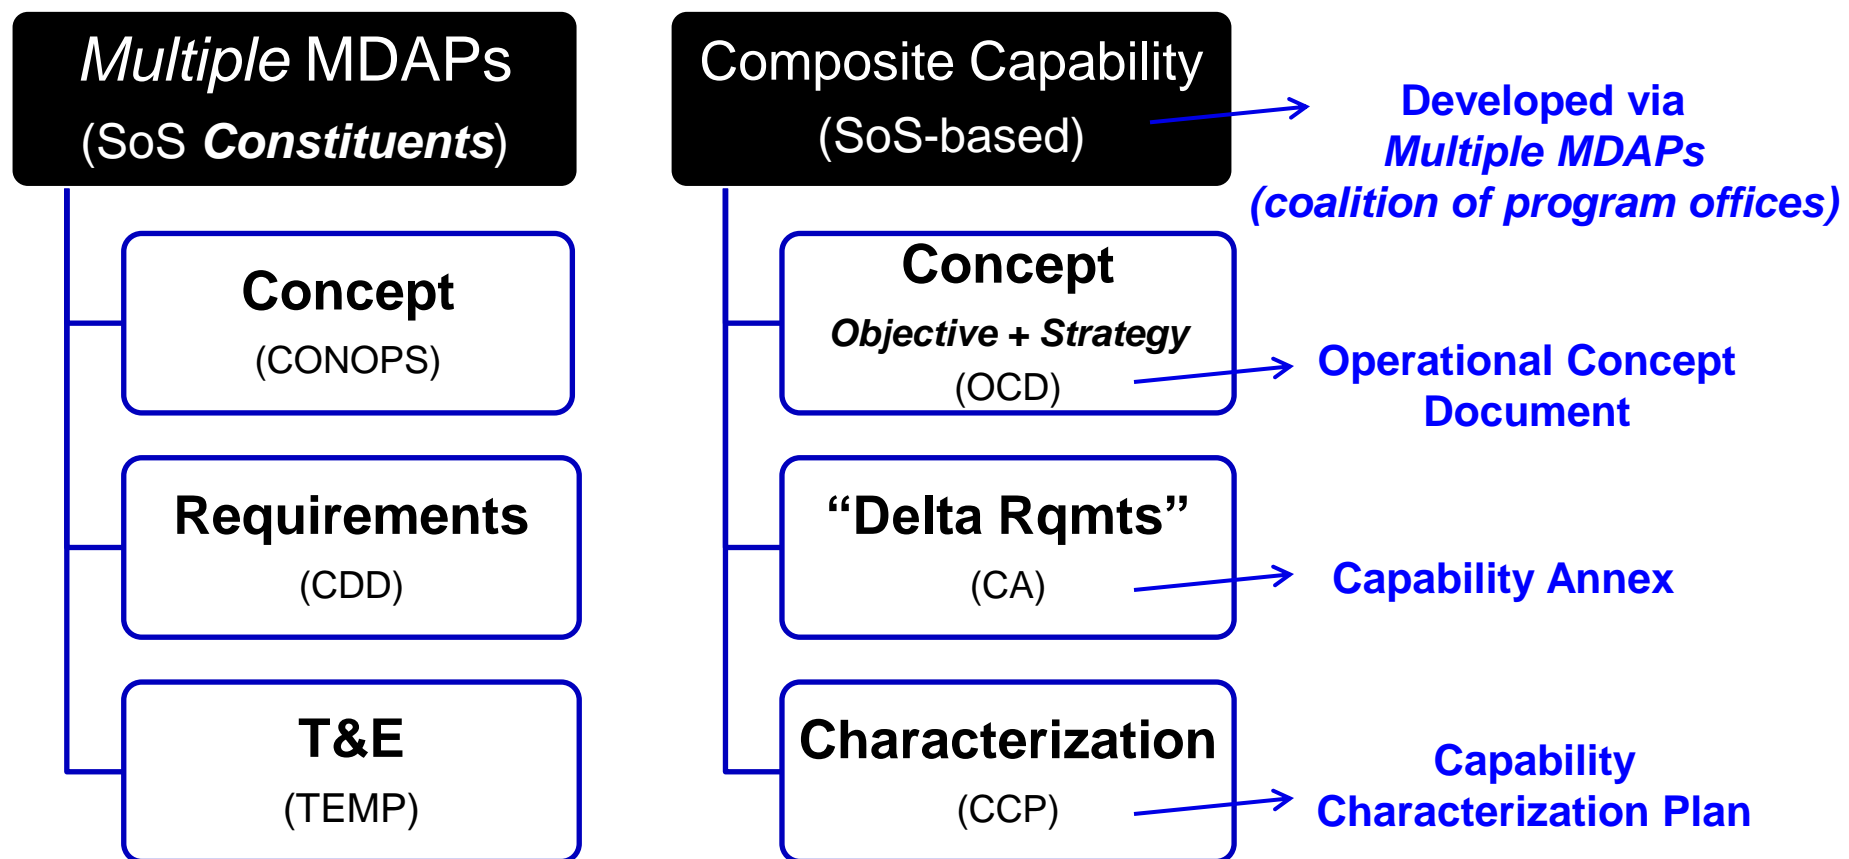 Multiple MDAPs
(SoS Constituents)
Concept
(CONOPS)
Requirements
(CDD)
T&E
(TEMP)
Composite Capability
(SoS-based)
Concept
Objective + Strategy
(OCD)
“Delta Rqmts”
(CA)
Characterization
(CCP)
Developed via
Multiple MDAPs
(coalition of program offices)
Operational Concept
Document
Capability Annex
Capability
Characterization Plan